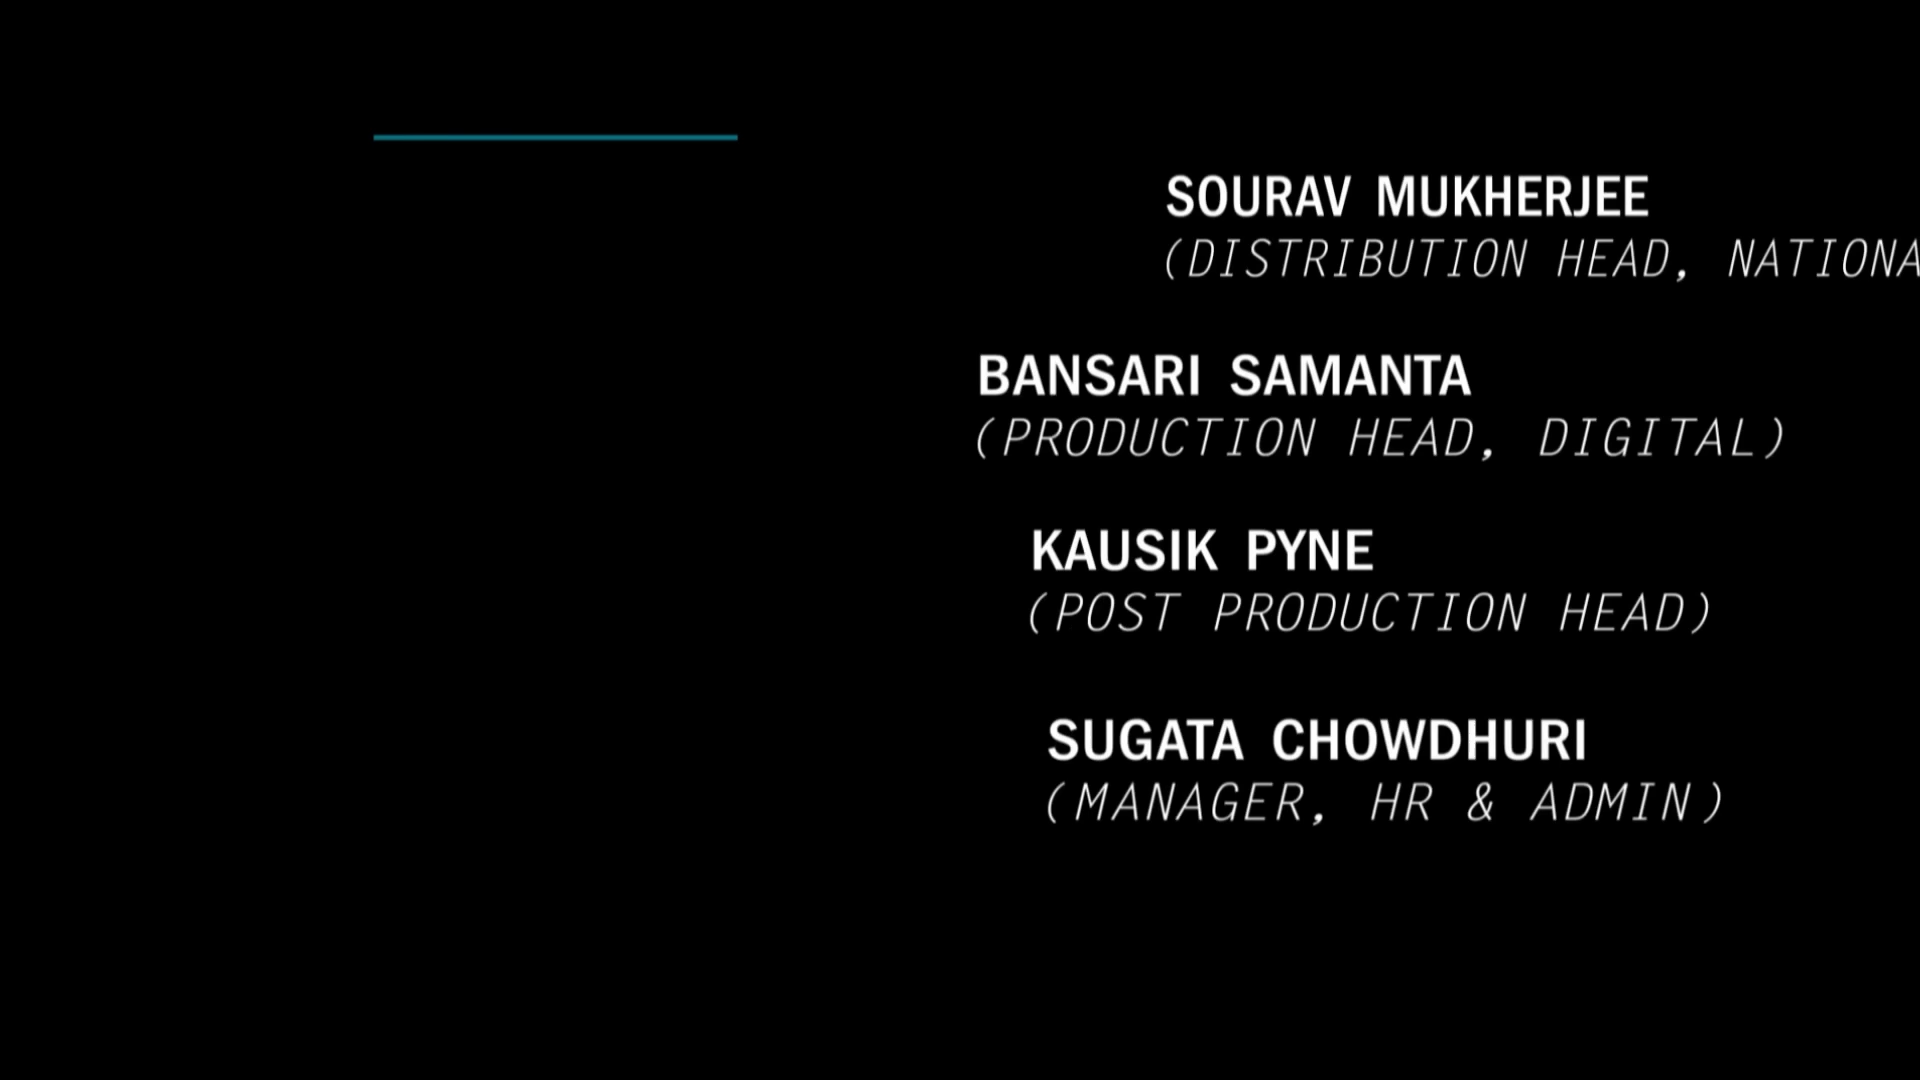 SOURAV MUKHERJEE
(DISTRIBUTION HEAD,
BANSARI SAMANTA
(PRODUCTION HEAD, DIGITAL)
KAUSIK PYNE
(POST PRODUCTION HEAD)
SUGATA CHOWDHURI
(MANAGER, HR & ADMIN)